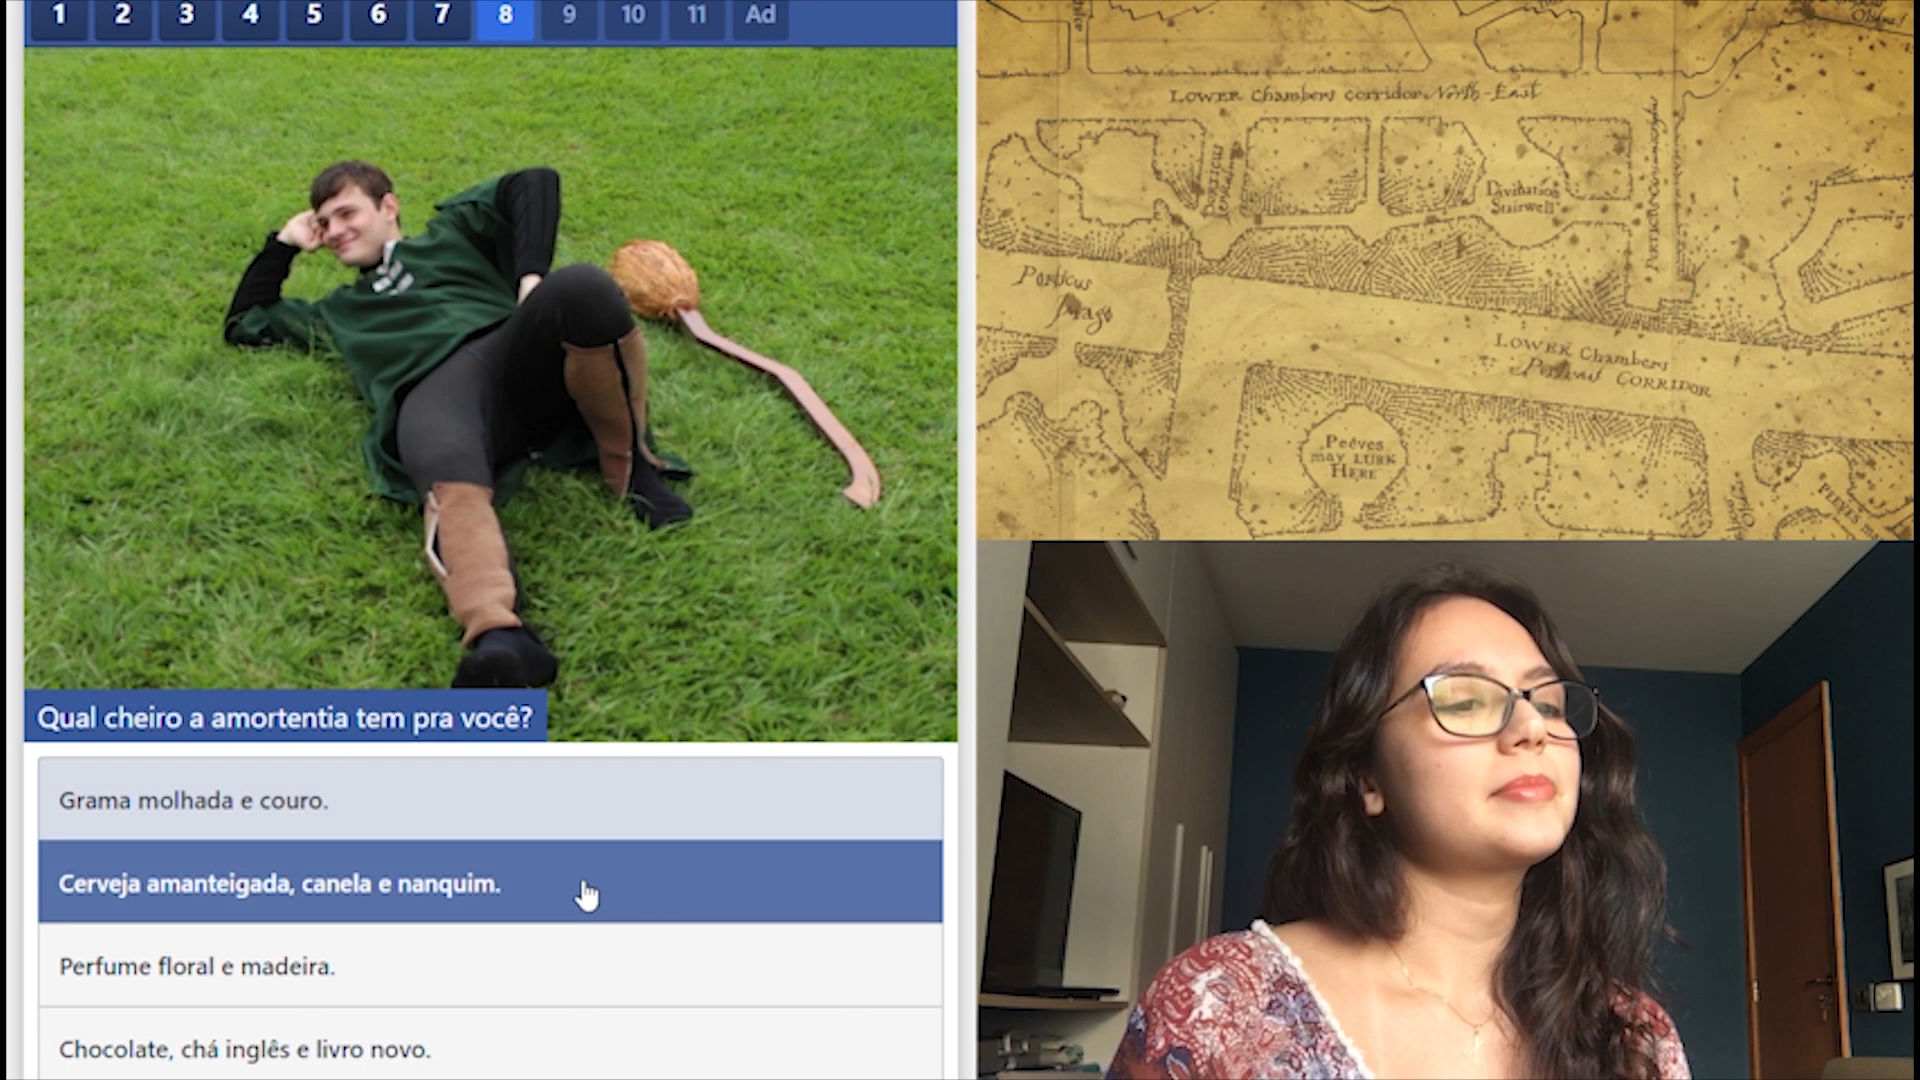 1 2 3 4 5 6 7 8 9 10 11 Ad
Qual cheiro a amortentia tem pra você?
Grama molhada e couro.
Cerveja amanteigada, canela e nanquim.
Perfume floral e madeira.
Chocolate, chá inglês e livro novo.
LOWER Chambers corridor North-East
Divination
Stairwell
Porticus
LOWER Chambers
CORRIDOR
Peeves
may LURK
HERE